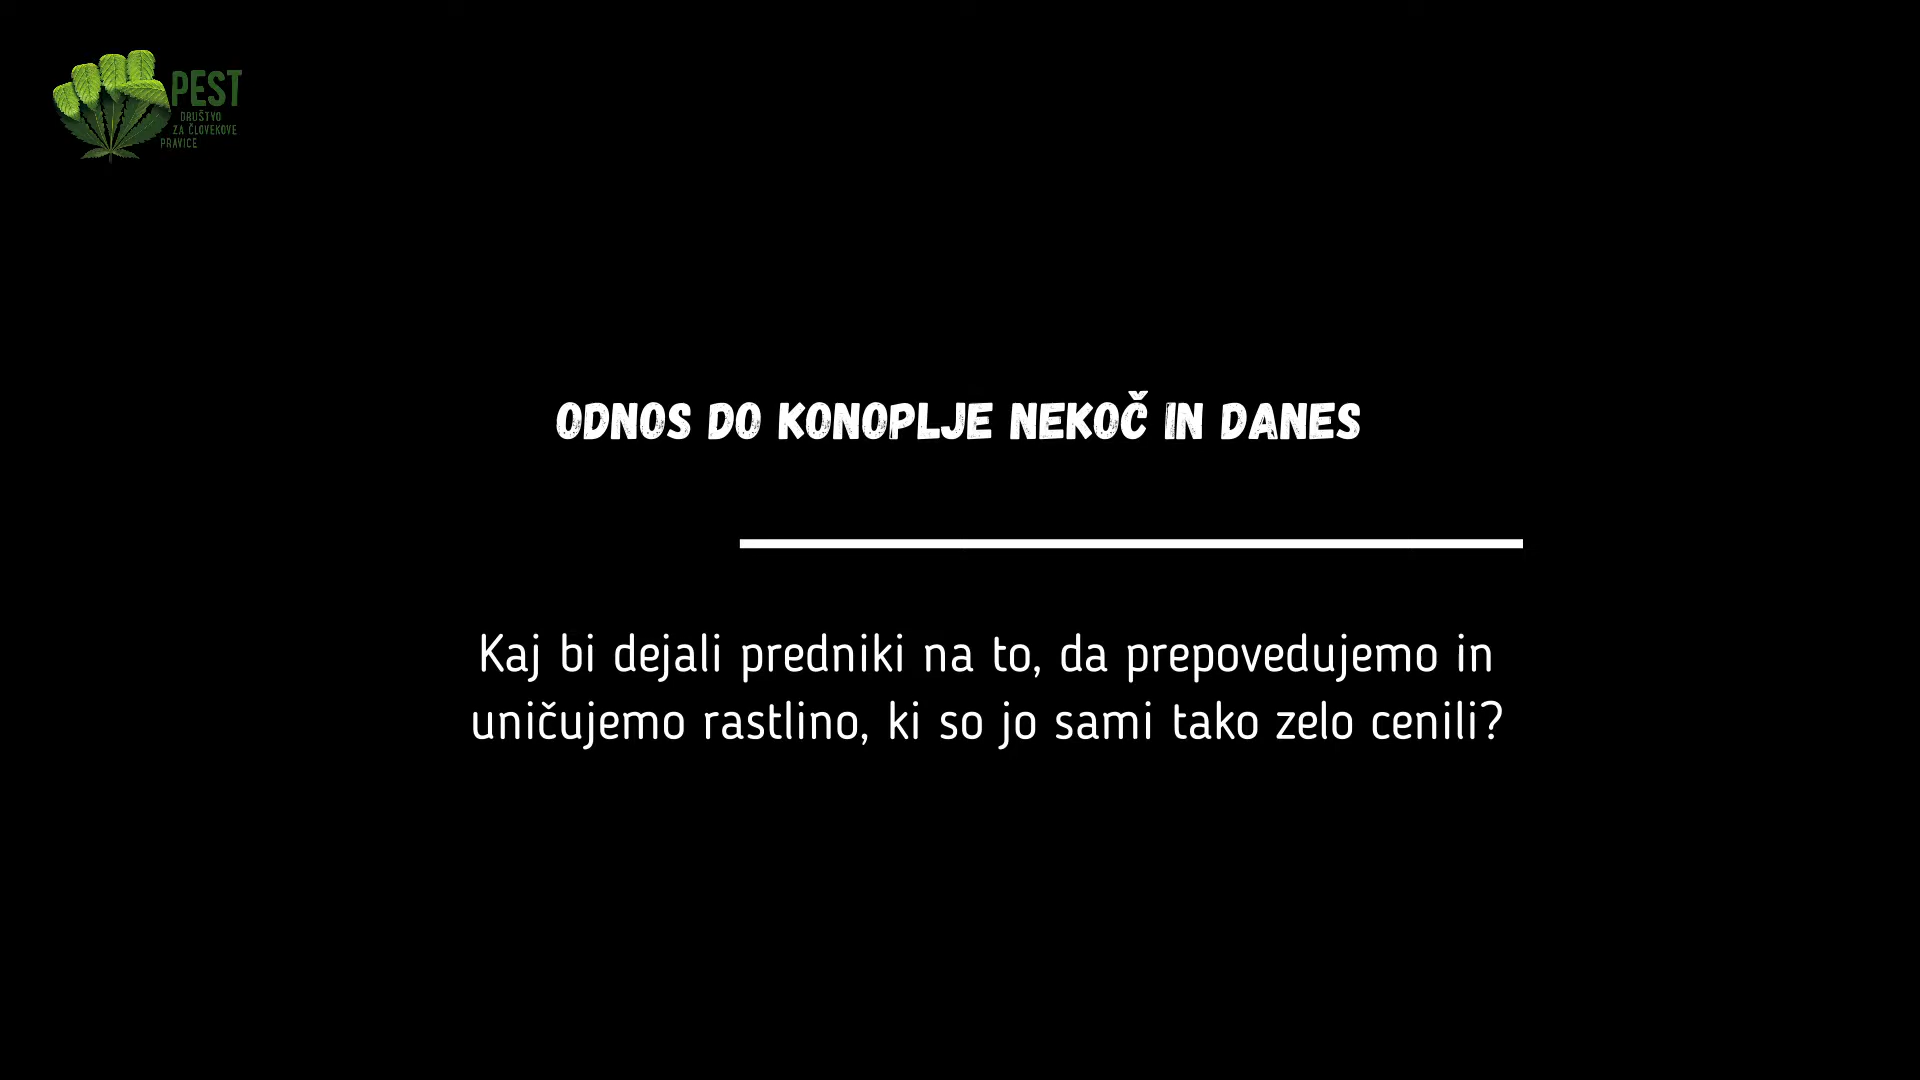 PEST
DRUŠTVO
ZA ČLOVEKOVE
PRAVICE
ODNOS DO KONOPLJE NEKOČ IN DANES
Kaj bi dejali predniki na to, da prepovedujemo in
uničujemo rastlino, ki so jo sami tako zelo cenili?